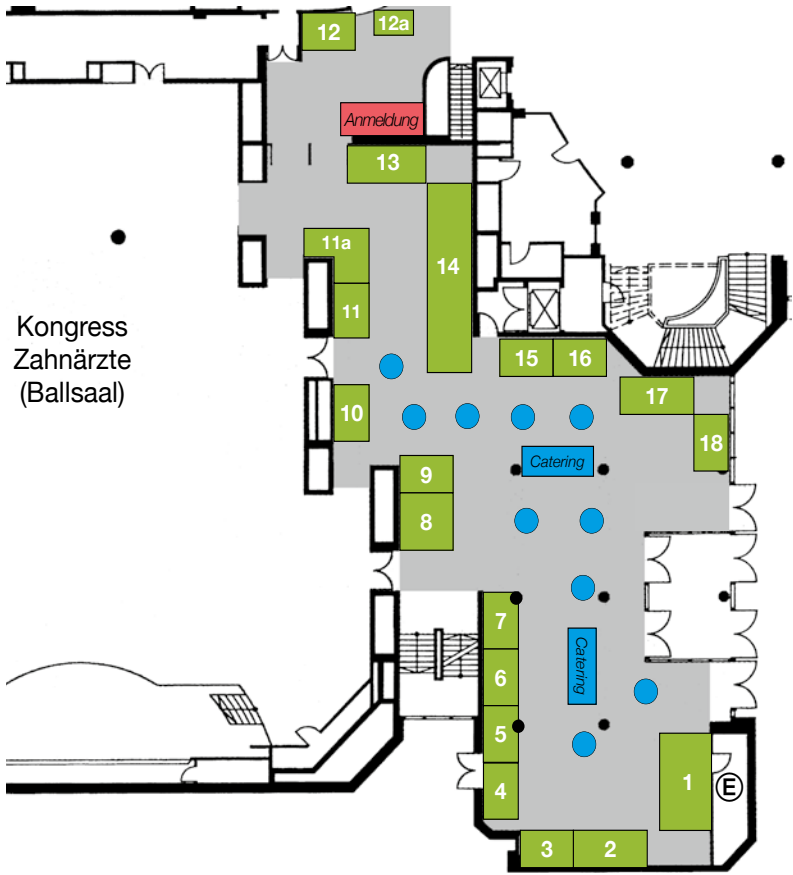 12
12a
Anmeldung
13
11a
14
11
Kongress
Zahnärzte
(Ballsaal)
15
16
17
10
18
9
Catering
8
7
6
Catering
5
4
1
E
3
2